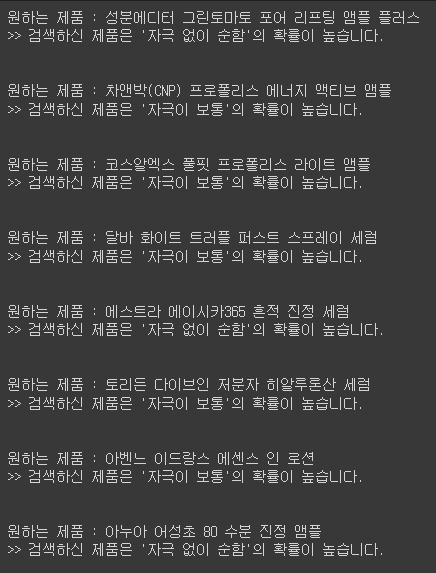 원하는 제품 : 성분에디터 그린토마토 포어 리프팅 앰플 플러스
>> 검색하신 제품은 '자극 없이 순함'의 확률이 높습니다.
원하는 제품 : 차앤박(CNP) 프로폴리스 에너지 액티브 앰플
>> 검색하신 제품은 '자극이 보통'의 확률이 높습니다.
원하는 제품 : 코스알엑스 풀핏 프로폴리스 라이트 앰플
>> 검색하신 제품은 '자극이 보통'의 확률이 높습니다.
원하는 제품 : 달바 화이트 트러플 퍼스트 스프레이 세럼
>> 검색하신 제품은 '자극이 보통'의 확률이 높습니다.
원하는 제품 : 에스트라 에이시카365 흔적 진정 세럼
>> 검색하신 제품은 '자극 없이 순함'의 확률이 높습니다.
원하는 제품 : 토리든 다이브인 저분자 히알루론산 세럼
>> 검색하신 제품은 '자극이 보통'의 확률이 높습니다.
원하는 제품 : 아벤느 이드랑스 에센스 인 로션
>> 검색하신 제품은 '자극이 보통'의 확률이 높습니다.
원하는 제품 : 아누아 어성초 80 수분 진정 앰플
>> 검색하신 제품은 '자극 없이 순함'의 확률이 높습니다.